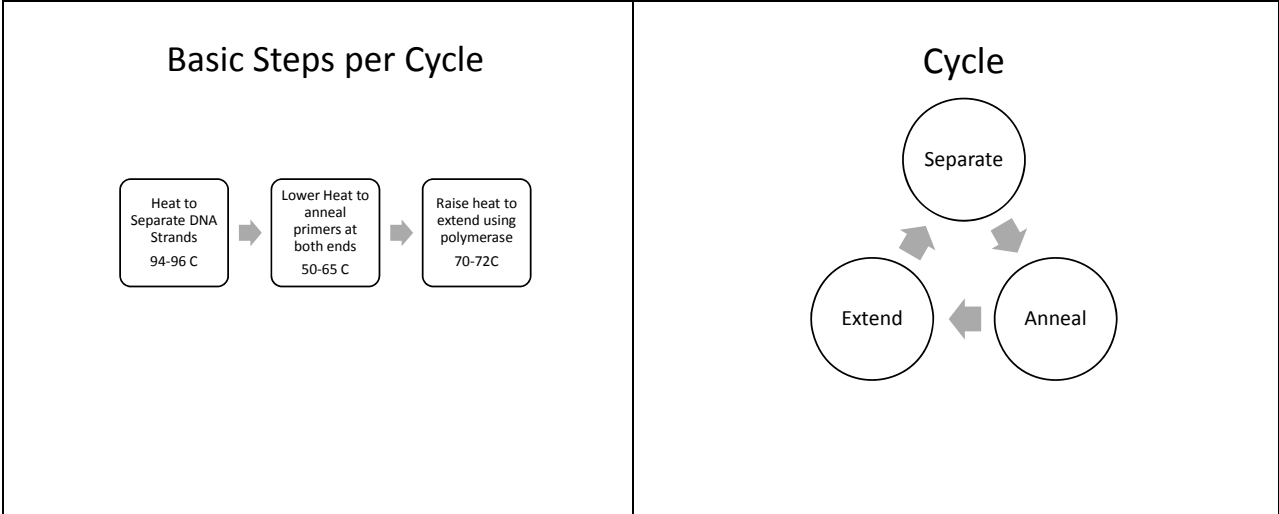 Basic Steps per Cycle
Heat to
Separate DNA
Strands
94-96 C
Lower Heat to
anneal
primers at
both ends
50-65 C
Raise heat to
extend using
polymerase
70-72C
Cycle
Separate
Anneal
Extend